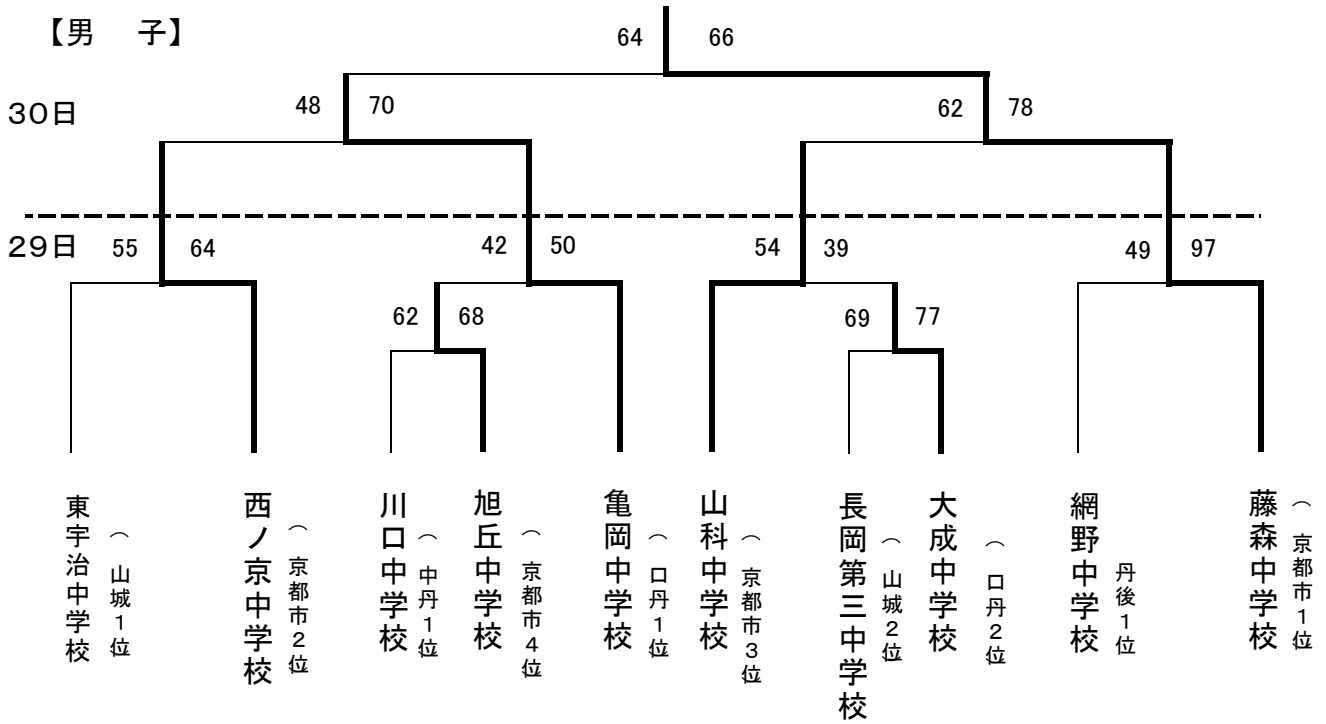 【男　子】
64 66
30日
48 70
62 78
29日
55 64
42 50
54 39
49 97
62 68
69 77
東宇治中学校
（山城１位
西ノ京中学校
（京都市２位
川口中学校
（中丹１位
旭丘中学校
（京都市４位
亀岡中学校
（口丹１位
山科中学校
（京都市３位
長岡第三中学校
（山城２位
大成中学校
（口丹２位
網野中学校
丹後１位
藤森中学校
（京都市１位